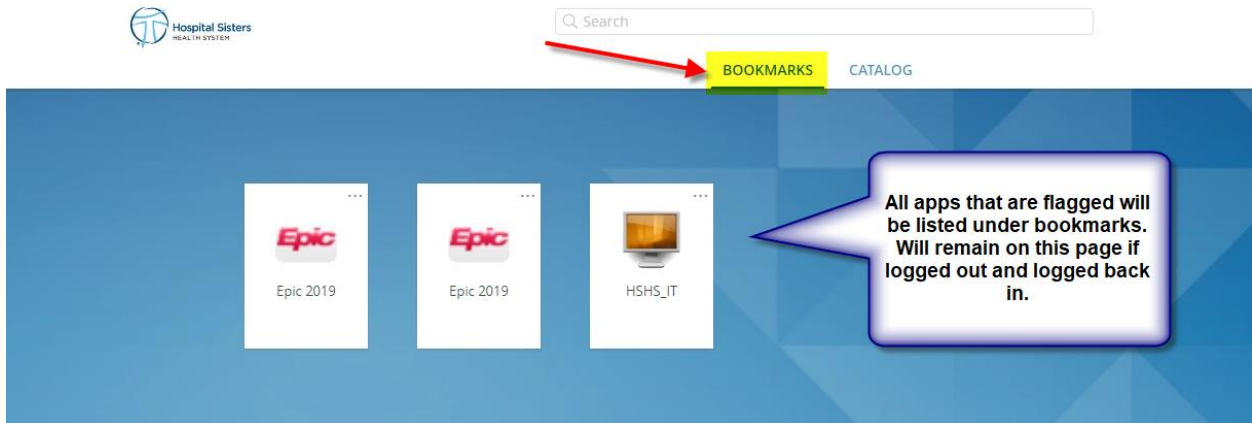 Hospital Sisters
HEALTH SYSTEM
Search
BOOKMARKS CATALOG
Epic
Epic
Epic 2019
Epic 2019
HSHS_IT
All apps that are flagged will
be listed under bookmarks.
Will remain on this page if
logged out and logged back
in.